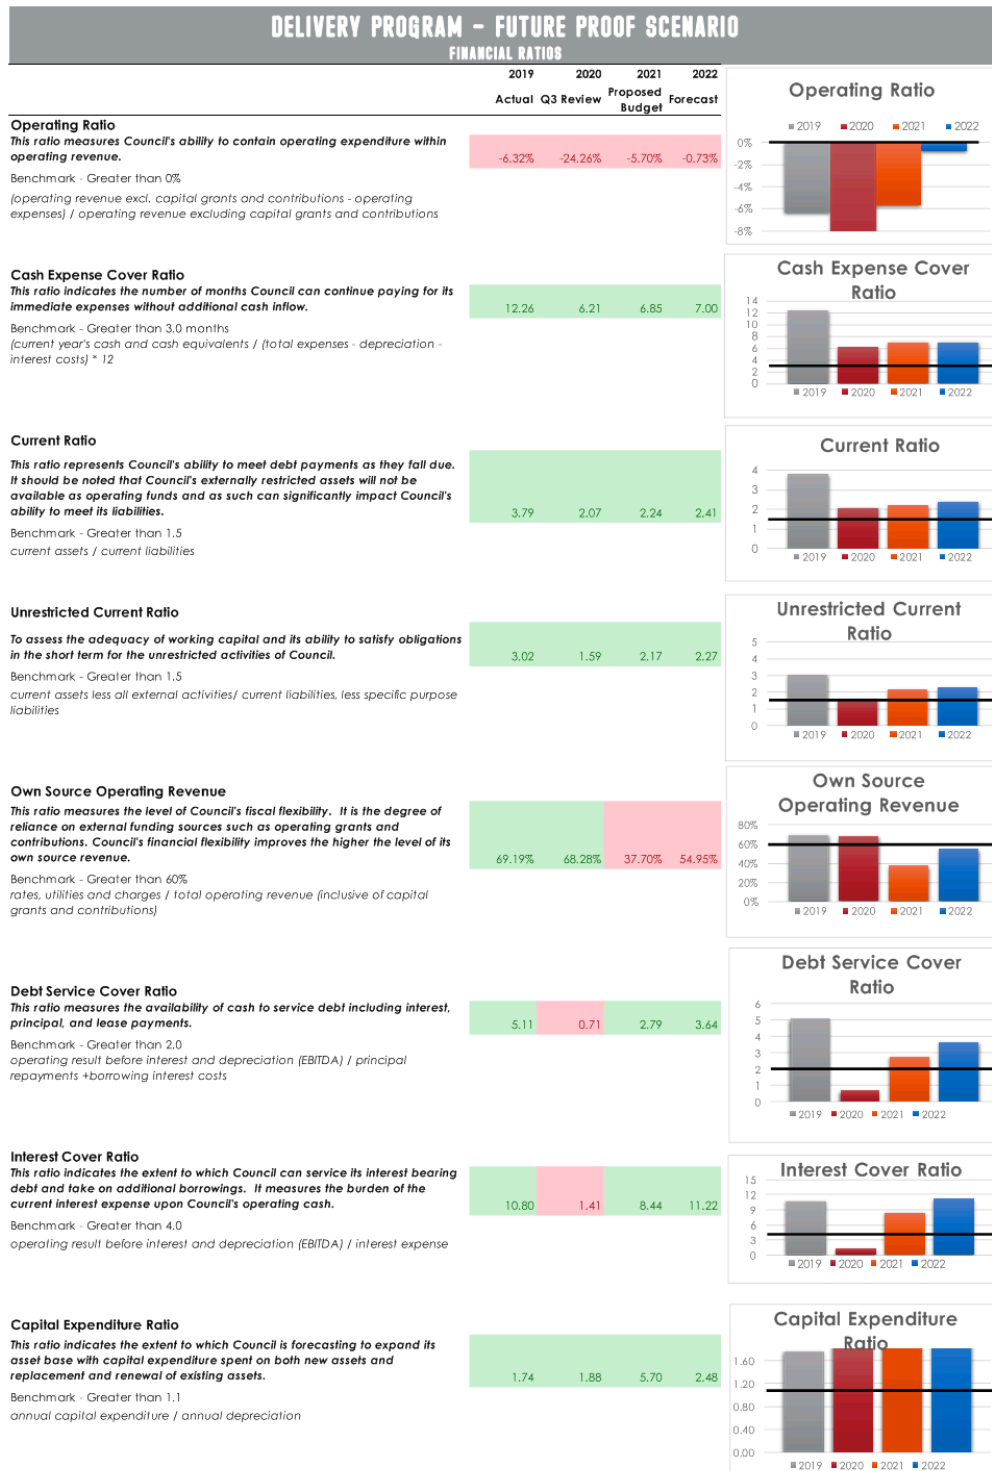 DELIVERY PROGRAM – FUTURE PROOF SCENARIO
FINANCIAL RATIOS
2019 2020 2021 2022
Actual Q3 Review Proposed Budget Forecast
Operating Ratio
This ratio measures Council's ability to contain operating expenditure within
operating revenue.
-6.32% -24.26% -5.70% -0.73%
Benchmark - Greater than 0%
(operating revenue excl. capital grants and contributions - operating
expenses) / operating revenue excluding capital grants and contributions
Operating Ratio
2019 2020 2021 2022
0%
-2%
-4%
-6%
-8%
Cash Expense Cover Ratio
This ratio indicates the number of months Council can continue paying for its
immediate expenses without additional cash inflow.
12.26 6.21 6.85 7.00
Benchmark - Greater than 3.0 months
(current year's cash and cash equivalents / (total expenses - depreciation -
interest costs) * 12
Cash Expense Cover
Ratio
14
12
10
8
6
4
2
0
2019 2020 2021 2022
Current Ratio
This ratio represents Council's ability to meet debt payments as they fall due.
It should be noted that Council's externally restricted assets will not be
available as operating funds and as such can significantly impact Council's
ability to meet its liabilities.
3.79 2.07 2.24 2.41
Benchmark - Greater than 1.5
current assets / current liabilities
Current Ratio
4
3
2
1
0
2019 2020 2021 2022
Unrestricted Current Ratio
To assess the adequacy of working capital and its ability to satisfy obligations
in the short term for the unrestricted activities of Council.
3.02 1.59 2.17 2.27
Benchmark - Greater than 1.5
current assets less all external activities/ current liabilities, less specific purpose
liabilities
Unrestricted Current
Ratio
5
4
3
2
1
0
2019 2020 2021 2022
Own Source Operating Revenue
This ratio measures the level of Council's fiscal flexibility. It is the degree of
reliance on external funding sources such as operating grants and
contributions. Council's financial flexibility improves the higher the level of its
own source revenue.
69.19% 68.28% 37.70% 54.95%
Benchmark - Greater than 60%
rates, utilities and charges / total operating revenue (inclusive of capital
grants and contributions)
Own Source
Operating Revenue
80%
60%
40%
20%
0%
2019 2020 2021 2022
Debt Service Cover Ratio
This ratio measures the availability of cash to service debt including interest,
principal, and lease payments.
5.11 0.71 2.79 3.64
Benchmark - Greater than 2.0
operating result before interest and depreciation (EBITDA) / principal
repayments +borrowing interest costs
Debt Service Cover
Ratio
6
5
4
3
2
1
0
2019 2020 2021 2022
Interest Cover Ratio
This ratio indicates the extent to which Council can service its interest bearing
debt and take on additional borrowings. It measures the burden of the
current interest expense upon Council's operating cash.
10.80 1.41 8.44 11.22
Benchmark - Greater than 4.0
operating result before interest and depreciation (EBITDA) / interest expense
Interest Cover Ratio
15
12
9
6
3
0
2019 2020 2021 2022
Capital Expenditure Ratio
This ratio indicates the extent to which Council is forecasting to expand its
asset base with capital expenditure spent on both new assets and
replacement and renewal of existing assets.
1.74 1.88 5.70 2.48
Benchmark - Greater than 1.1
annual capital expenditure / annual depreciation
Capital Expenditure
Ratio
1.60
1.20
0.80
0.40
0.00
2019 2020 2021 2022